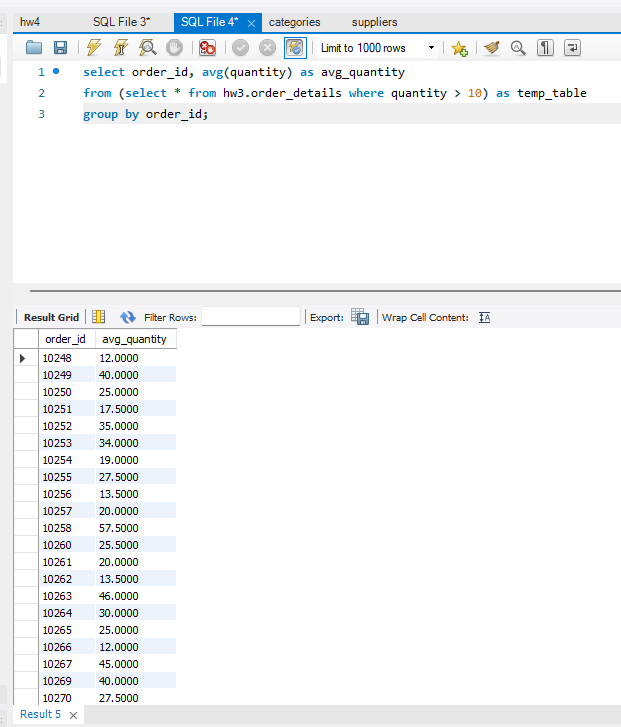 hw4 SQL File 3* SQL File 4* categories suppliers
Limit to 1000 rows
1 select order_id, avg(quantity) as avg_quantity
2 from (select * from hw3.order_details where quantity > 10) as temp_table
3 group by order_id;
Result Grid Filter Rows: Export: Wrap Cell Content:
order_id avg_quantity
10248 12.0000
10249 40.0000
10250 25.0000
10251 17.5000
10252 35.0000
10253 34.0000
10254 19.0000
10255 27.5000
10256 13.5000
10257 20.0000
10258 57.5000
10260 25.5000
10261 20.0000
10262 13.5000
10263 46.0000
10264 30.0000
10265 25.0000
10266 12.0000
10267 45.0000
10269 40.0000
10270 27.5000
Result 5